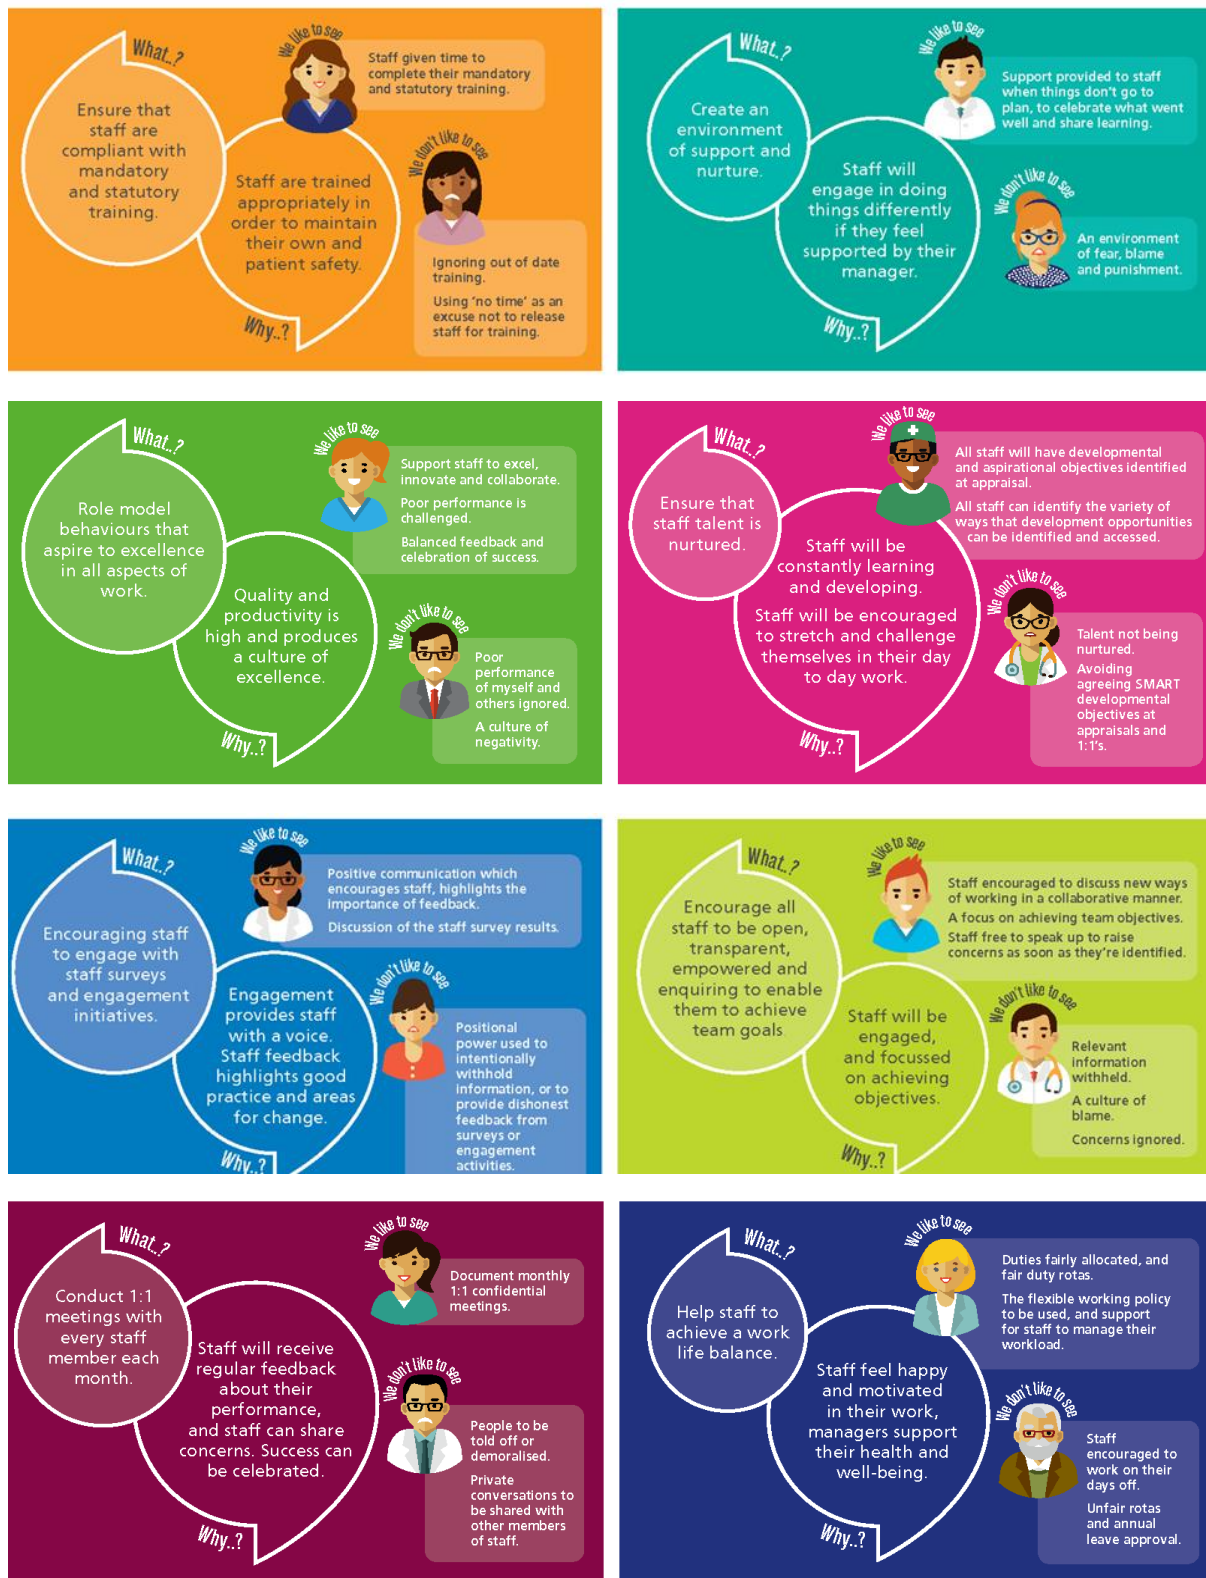 What..?
Ensure that
staff are
compliant with
mandatory
and statutory
training.
Staff are trained
appropriately in
order to maintain
their own and
patient safety.
Why..?
We like to see
Staff given time to
complete their mandatory
and statutory training.
We don't like to see
Ignoring out of date
training.
Using 'no time' as an
excuse not to release
staff for training.
What..?
Create an
environment
of support and
nurture.
Staff will
engage in doing
things differently
if they feel
supported by their
manager.
Why..?
We like to see
Support provided to staff
when things don't go to
plan, to celebrate what went
well and share learning.
We don't like to see
An environment
of fear, blame
and punishment.
What..?
Role model
behaviours that
aspire to excellence
in all aspects of
work.
Quality and
productivity is
high and produces
a culture of
excellence.
Why..?
We like to see
Support staff to excel,
innovate and collaborate.
Poor performance is
challenged.
Balanced feedback and
celebration of success.
We don't like to see
Poor
performance
of myself and
others ignored.
A culture of
negativity.
What..?
Ensure that
staff talent is
nurtured.
Staff will be
constantly learning
and developing.
Staff will be encouraged
to stretch and challenge
themselves in their day
to day work.
Why..?
We like to see
All staff will have developmental
and aspirational objectives identified
at appraisal.
All staff can identify the variety of
ways that development opportunities
can be identified and accessed.
We don't like to see
Talent not being
nurtured.
Avoiding
agreeing SMART
developmental
objectives at
appraisals and
1:1's.
What..?
Encouraging staff
to engage with
staff surveys
and engagement
initiatives.
Engagement
provides staff
with a voice.
Staff feedback
highlights good
practice and areas
for change.
Why..?
We like to see
Positive communication which
encourages staff, highlights the
importance of feedback.
Discussion of the staff survey results.
We don't like to see
Positional
power used to
intentionally
withhold
information, or to
provide dishonest
feedback from
surveys or
engagement
activities.
What..?
Encourage all
staff to be open,
transparent,
empowered and
enquiring to enable
them to achieve
team goals
Staff will be
engaged,
and focussed
on achieving
objectives.
Why..?
We like to see
Staff encouraged to discuss new ways
of working in a collaborative manner.
A focus on achieving team objectives.
Staff free to speak up to raise
concerns as soon as they're identified.
We don't like to see
Relevant
information
withheld.
A culture of
blame.
Concerns ignored.
What..?
Conduct 1:1
meetings with
every staff
member each
month.
Staff will receive
regular feedback
about their
performance,
and staff can share
concerns. Success can
be celebrated.
Why..?
We like to see
Document monthly
1:1 confidential
meetings.
We don't like to see
People to be
told off or
demoralised.
Private
conversations to
be shared with
other members
of staff.
What..?
Help staff to
achieve a work
life balance.
Staff feel happy
and motivated
in their work,
managers support
their health and
well-being.
Why..?
We like to see
Duties fairly allocated, and
fair duty rotas.
The flexible working policy
to be used, and support
for staff to manage their
workload.
We don't like to see
Staff
encouraged to
work on their
days off.
Unfair rotas
and annual
leave approval.